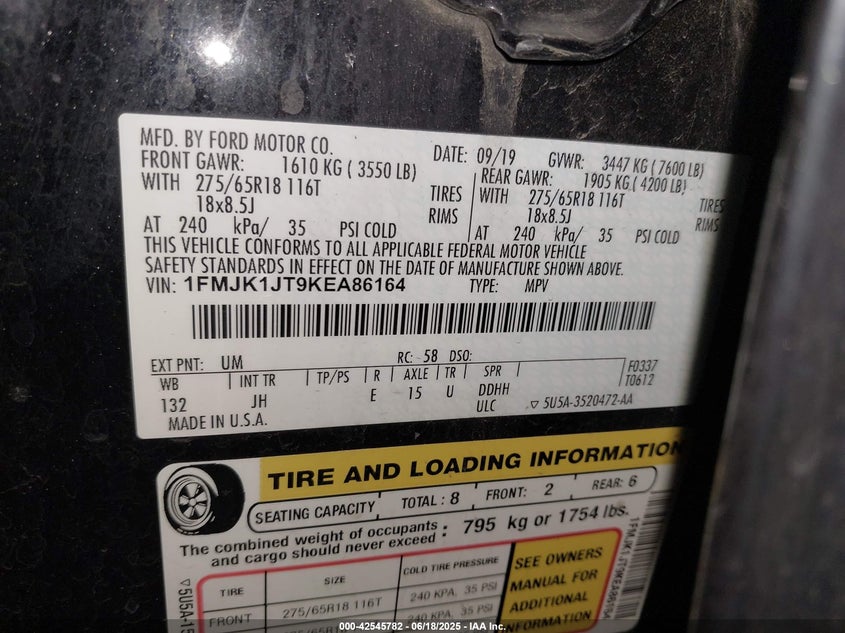 MFD. BY FORD MOTOR CO. DATE: 09/19 GVWR: 3447 KG ( 7600 LB)
FRONT GAWR: 1610 KG ( 3550 LB) REAR GAWR: 1905 KG ( 4200 LB)
WITH 275/65R18 116T TIRES WITH 275/65R18 116T TIRES
18x8.5J RIMS 18x8.5J RIMS
AT 240 kPa/ 35 PSI COLD AT 240 kPa/ 35 PSI COLD
THIS VEHICLE CONFORMS TO ALL APPLICABLE FEDERAL MOTOR VEHICLE
SAFETY STANDARDS IN EFFECT ON THE DATE OF MANUFACTURE SHOWN ABOVE.
VIN: 1FMJK1JT9KEA86164 TYPE: MPV
EXT PNT: UM RC: 58 DSO: F0337
WB INT TR TP/PS R AXLE TR SPR T0612
132 JH E 15 U DDHH
ULC ▽ 5U5A-3520472-AA
MADE IN U.S.A.
TIRE AND LOADING INFORMATION
SEATING CAPACITY TOTAL : 8 FRONT: 2 REAR: 6
The combined weight of occupants
and cargo should never exceed : 795 kg or 1754 lbs.
TIRE SIZE COLD TIRE PRESSURE
FRONT 275/65R18 116T 240 KPA, 35 PSI
SEE OWNERS
MANUAL FOR
ADDITIONAL
INFORMATION
1FMJK1JT9KEA86164
000-42545782 - 06/18/2025 - IAA Inc.